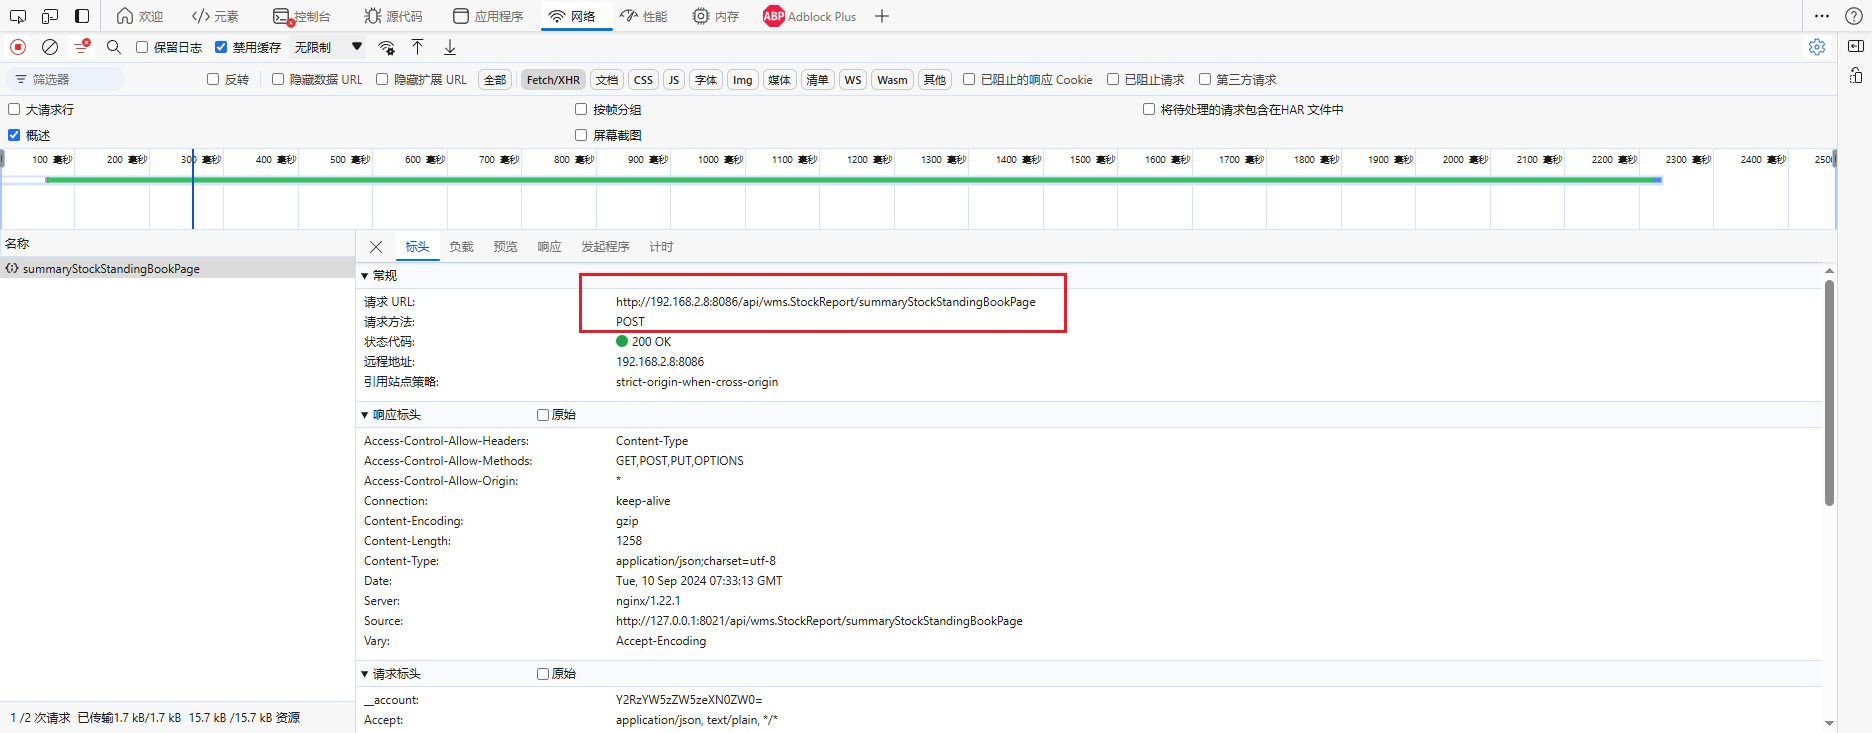 欢迎 元素 控制台 源代码 应用程序 网络 性能 内存 ABP Adblock Plus
保留日志 禁用缓存 无限制
筛选器 反转 隐藏数据 URL 隐藏扩展 URL 全部 Fetch/XHR 文档 CSS JS 字体 Img 媒体 清单 WS Wasm 其他 已阻止的响应 Cookie 已阻止请求 第三方请求
大请求行 按帧分组 将待处理的请求包含在HAR 文件中
概述 屏幕截图
100 毫秒 200 毫秒 300 毫秒 400 毫秒 500 毫秒 600 毫秒 700 毫秒 800 毫秒 900 毫秒 1000 毫秒 1100 毫秒 1200 毫秒 1300 毫秒 1400 毫秒 1500 毫秒 1600 毫秒 1700 毫秒 1800 毫秒 1900 毫秒 2000 毫秒 2100 毫秒 2200 毫秒 2300 毫秒 2400 毫秒 250
名称
summaryStockStandingBookPage
标头 负载 预览 响应 发起程序 计时
常规
请求 URL: http://192.168.2.8:8086/api/wms.StockReport/summaryStockStandingBookPage
请求方法: POST
状态代码: 200 OK
远程地址: 192.168.2.8:8086
引用站点策略: strict-origin-when-cross-origin
响应标头 原始
Access-Control-Allow-Headers: Content-Type
Access-Control-Allow-Methods: GET,POST,PUT,OPTIONS
Access-Control-Allow-Origin: *
Connection: keep-alive
Content-Encoding: gzip
Content-Length: 1258
Content-Type: application/json;charset=utf-8
Date: Tue, 10 Sep 2024 07:33:13 GMT
Server: nginx/1.22.1
Source: http://127.0.0.1:8021/api/wms.StockReport/summaryStockStandingBookPage
Vary: Accept-Encoding
请求标头 原始
__account: Y2RzYW5zZW5zeXN0ZW0=
Accept: application/json, text/plain, */*
1 /2 次请求 已传输1.7 kB/1.7 kB 15.7 kB /15.7 kB 资源